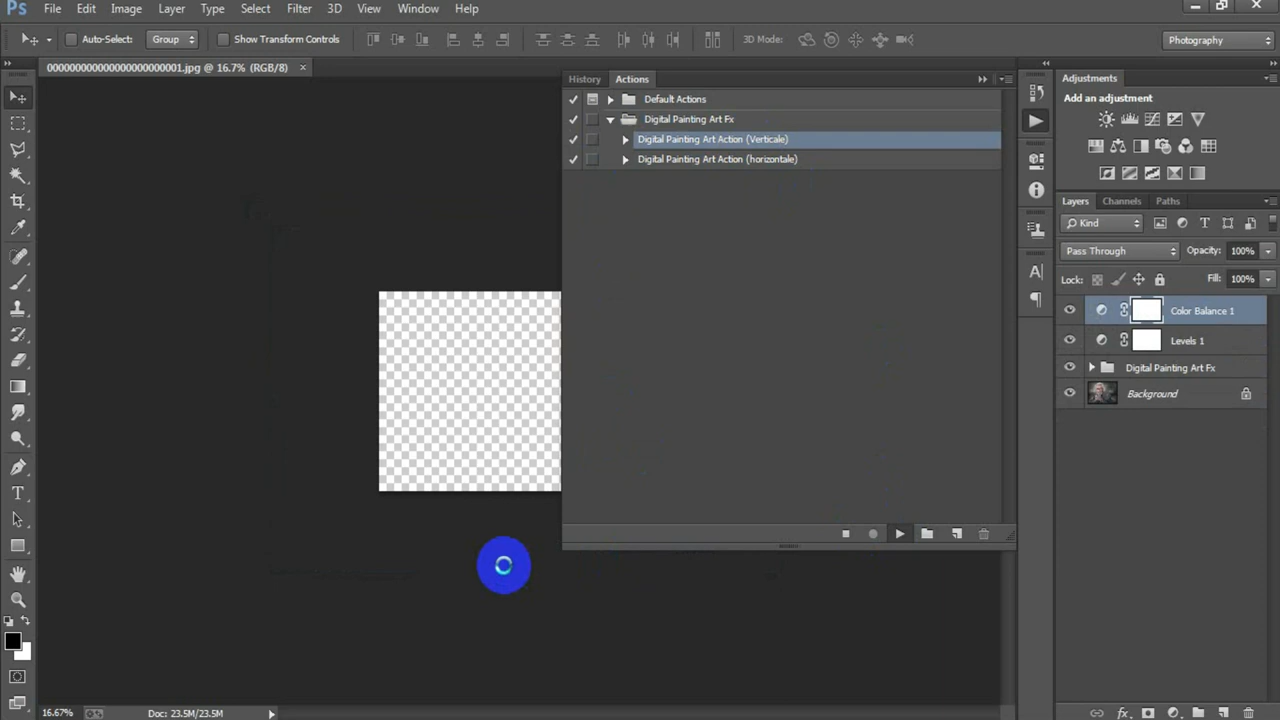 Ps File Edit Image Layer Type Select Filter 3D View Window Help
Auto-Select: Group Show Transform Controls 3D Mode: Photography
00000000000000000000001.jpg @ 16.7% (RGB/8) ×
History Actions
Default Actions
Digital Painting Art Fx
Digital Painting Art Action (Verticale)
Digital Painting Art Action (horizontale)
Adjustments
Add an adjustment
Layers Channels Paths
Kind
Pass Through Opacity: 100%
Lock: Fill: 100%
Color Balance 1
Levels 1
Digital Painting Art Fx
Background
16.67% Doc: 23.5M/23.5M